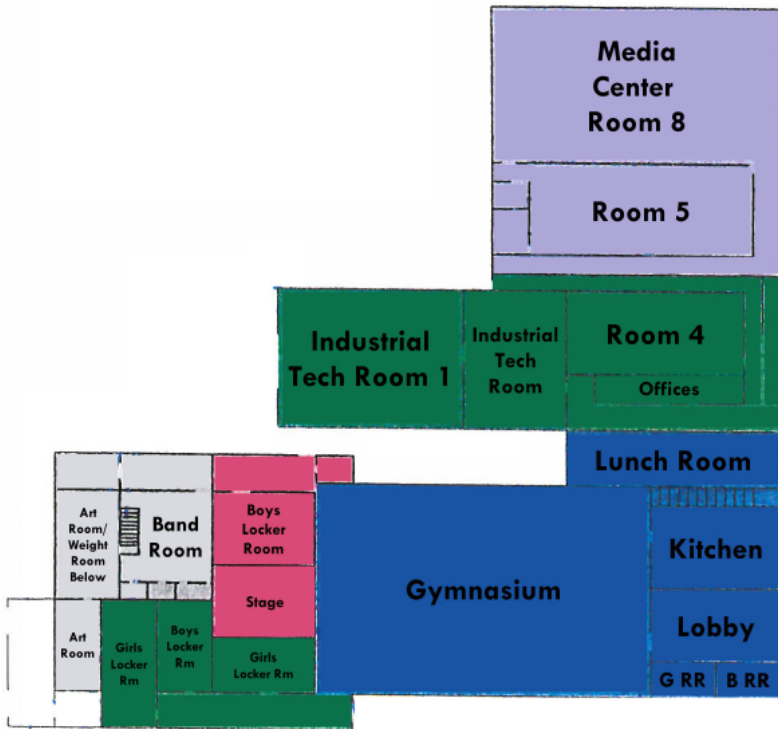 Media
Center
Room 8
Room 5
Industrial
Tech Room 1
Industrial
Tech
Room
Room 4
Offices
Lunch Room
Art
Room/
Weight
Room
Below
Band
Room
Boys
Locker
Room
Gymnasium
Kitchen
Stage
Lobby
Art
Room
Girls
Locker
Rm
Boys
Locker
Rm
Girls
Locker Rm
G RR
B RR